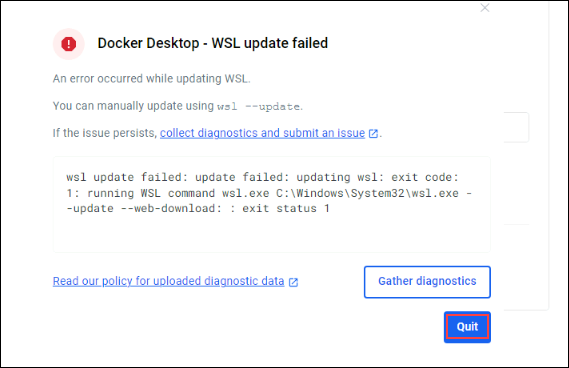 Docker Desktop - WSL update failed
An error occurred while updating WSL.
You can manually update using wsl --update.
If the issue persists, collect diagnostics and submit an issue.
wsl update failed: update failed: updating wsl: exit code:
1: running WSL command wsl.exe C:\Windows\System32\wsl.exe -
-update --web-download: : exit status 1
Read our policy for uploaded diagnostic data
Gather diagnostics
Quit